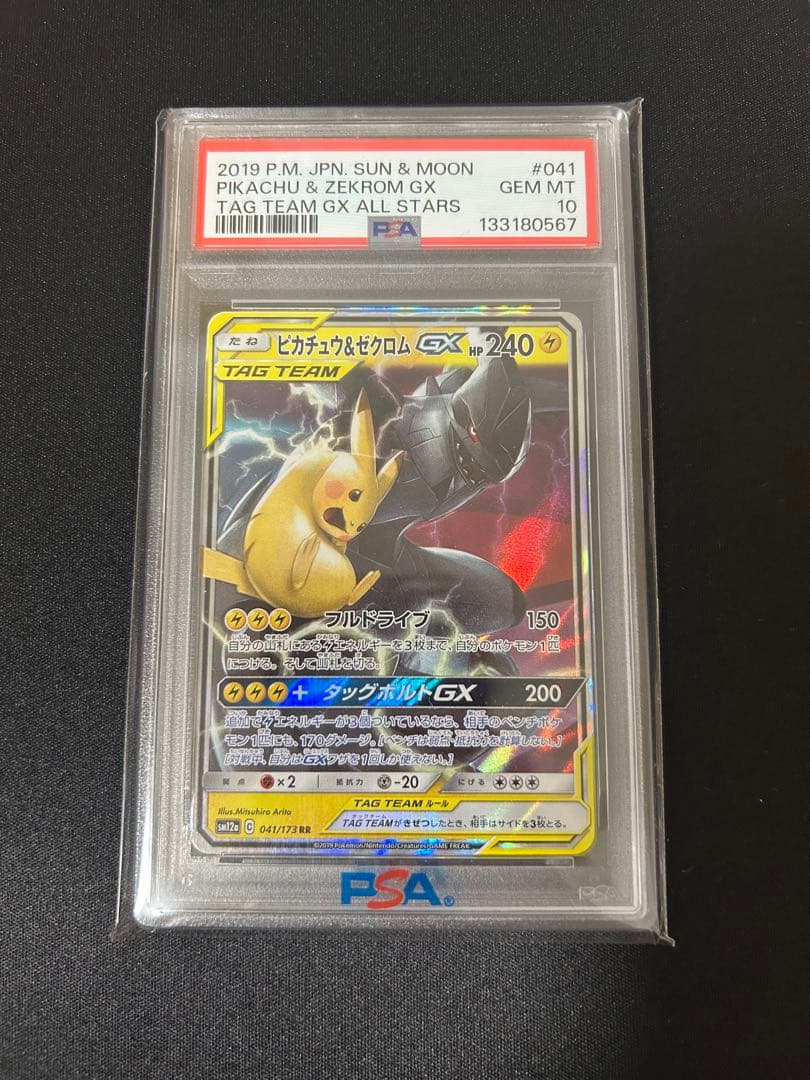 2019 P.M. JPN. SUN & MOON #041
PIKACHU & ZEKROM GX GEM MT
TAG TEAM GX ALL STARS 10
PSA 133180567
たね ピカチュウ&ゼクロムGX HP240
TAG TEAM
フルドライブ 150
自分の山札にあるエネルギーを3枚まで、自分のポケモン1匹
につける。そして山札を切る。
+ タッグボルトGX 200
追加でエネルギーが3個ついているなら、相手のベンチポケ
モン1匹にも、170ダメージ。[ベンチは弱点・抵抗力を計算しない。]
[対戦中、自分はGXワザを1回しか使えない。]
弱点 ×2 抵抗力 -20 にげる
Illus.Mitsuhiro Arita
TAG TEAM ルール
TAG TEAMがきぜつしたとき、相手はサイドを3枚とる。
sm12a C 041/173 RR
©2019 Pokémon/Nintendo/Creatures/GAME FREAK.
PSA